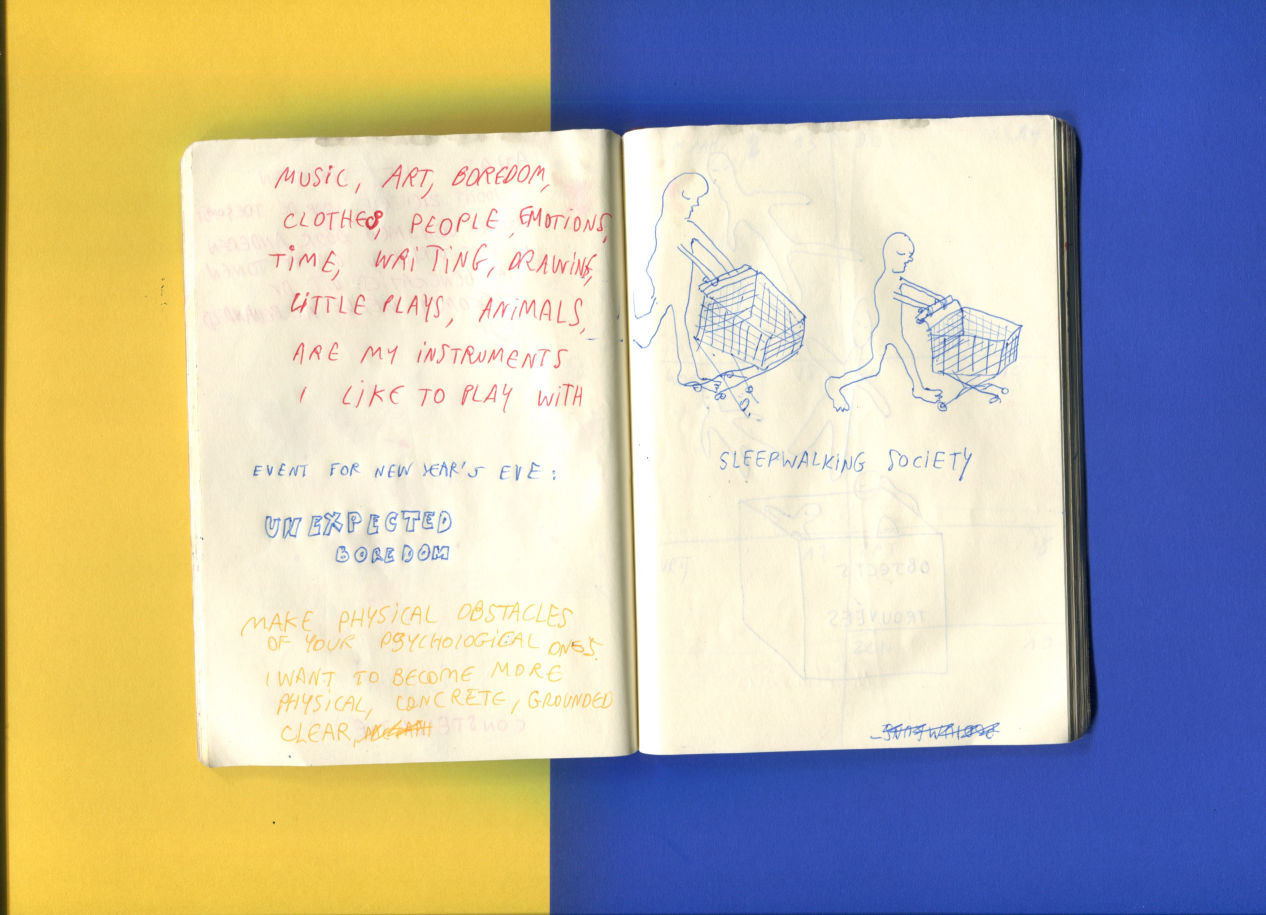 MUSIC, ART, BOREDOM,
CLOTHES, PEOPLE, EMOTIONS,
TIME, WRITING, DRAWING,
LITTLE PLAYS, ANIMALS,
ARE MY INSTRUMENTS
I LIKE TO PLAY WITH
EVENT FOR NEW YEAR'S EVE:
UNEXPECTED
BOREDOM
MAKE PHYSICAL OBSTACLES
OF YOUR PSYCHOLOGICAL ONES.
I WANT TO BECOME MORE
PHYSICAL, CONCRETE, GROUNDED
CLEAR,
SLEEPWALKING SOCIETY
OBJECTS
TROUVÉES